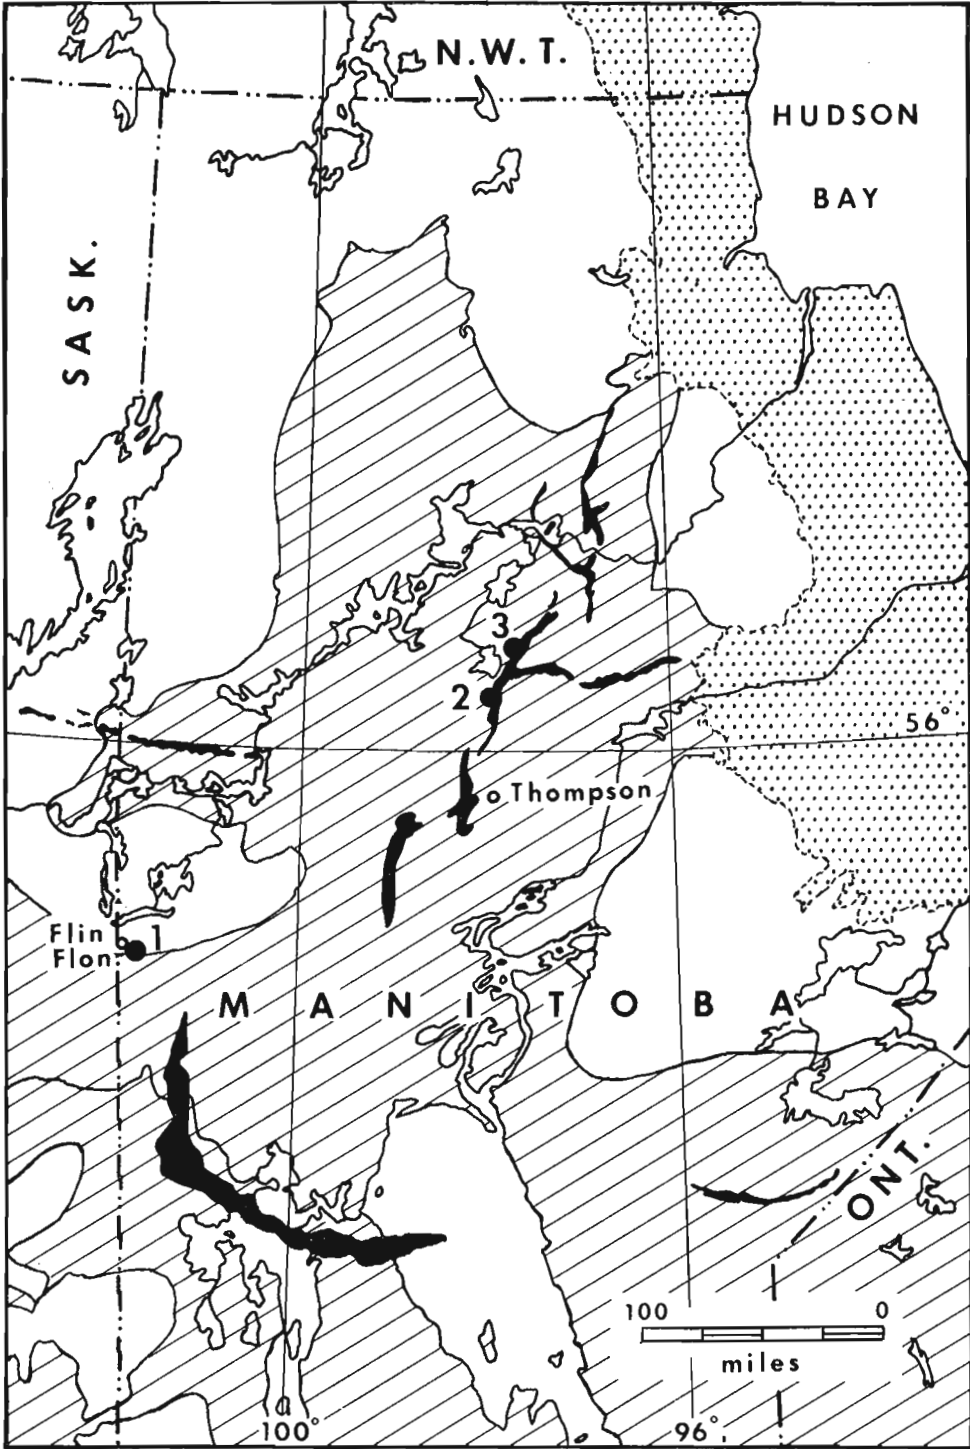 N.W.T.
HUDSON
BAY
SASK.
3
2
56°
Thompson
Flin
Flon
1
MANITOBA
ONT.
100 0
miles
100°
96°